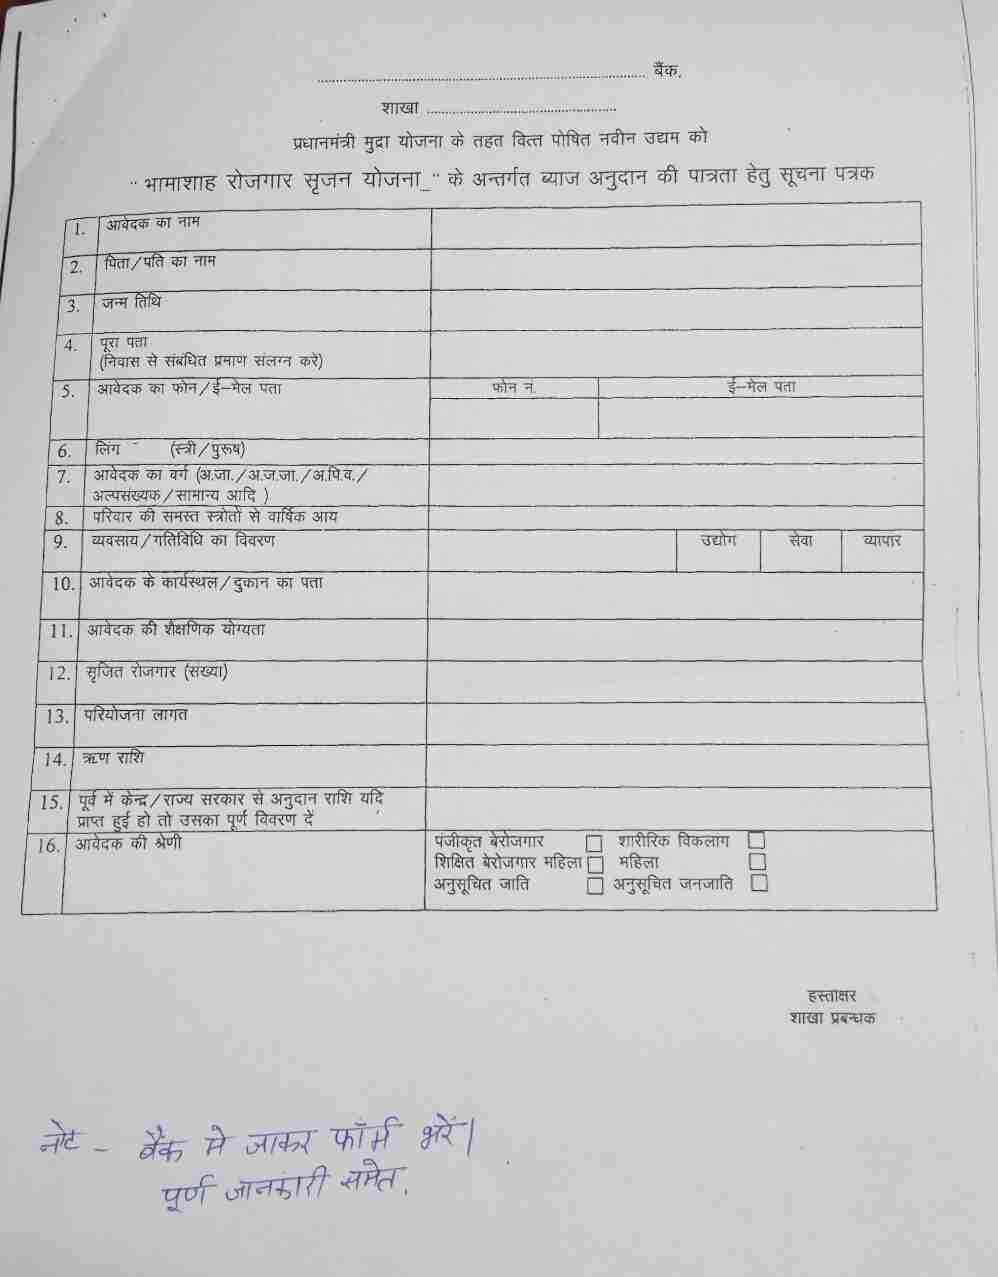 ........................................ बैंक.
शाखा ........................................
प्रधानमंत्री मुद्रा योजना के तहत वित्त पोषित नवीन उद्यम को
"भामाशाह रोजगार सृजन योजना_" के अन्तर्गत ब्याज अनुदान की पात्रता हेतु सूचना पत्रक
1. आवेदक का नाम
2. पिता/पति का नाम
3. जन्म तिथि
4. पूरा पता
(निवास से संबंधित प्रमाण संलग्न करें)
5. आवेदक का फोन/ई–मेल पता फोन नं. ई–मेल पता
6. लिंग (स्त्री/पुरूष)
7. आवेदक का वर्ग (अ.जा./अ.ज.जा./अ.पि.व./
अल्पसंख्यक/सामान्य आदि )
8. परिवार की समस्त स्त्रोतों से वार्षिक आय
9. व्यवसाय/गतिविधि का विवरण उद्योग सेवा व्यापार
10. आवेदक के कार्यस्थल/दुकान का पता
11. आवेदक की शैक्षणिक योग्यता
12. सृजित रोजगार (संख्या)
13. परियोजना लागत
14. ऋण राशि
15. पूर्व में केन्द्र/राज्य सरकार से अनुदान राशि यदि
प्राप्त हुई हो तो उसका पूर्ण विवरण दें
16. आवेदक की श्रेणी पंजीकृत बेरोजगार शारीरिक विकलांग
शिक्षित बेरोजगार महिला महिला
अनुसूचित जाति अनुसूचित जनजाति
हस्ताक्षर
शाखा प्रबन्धक
नोट – बैंक मे जाकर फॉर्म भरें।
पूर्ण जानकारी समेत.